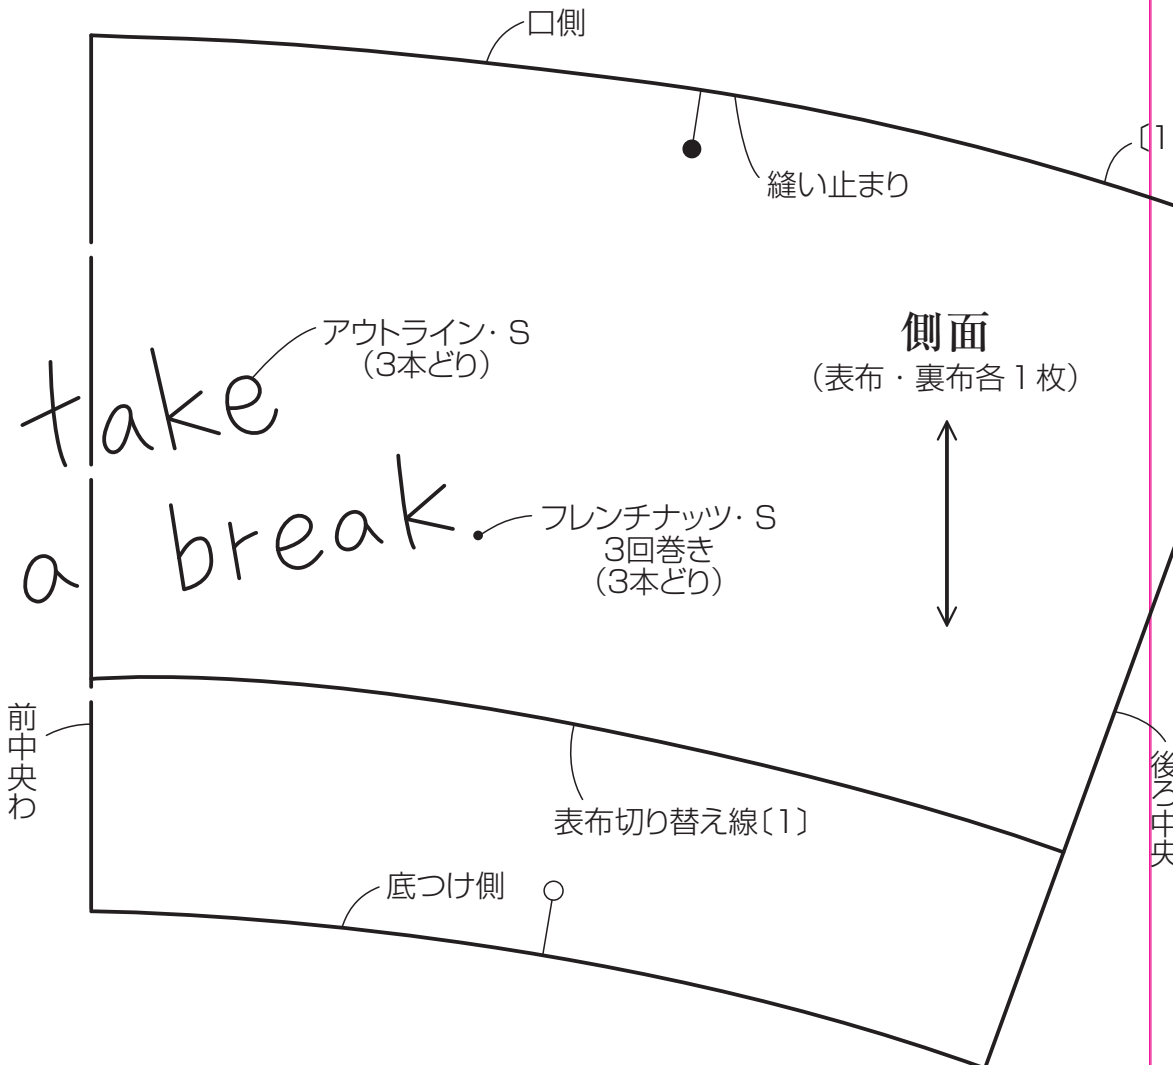 口側
〔1
縫い止まり
アウトライン・S
（3本どり）
側面
（表布・裏布各１枚）
take
a break.
フレンチナッツ・S
3回巻き
（3本どり）
前中央わ
後ろ中央
表布切り替え線〔1〕
底つけ側